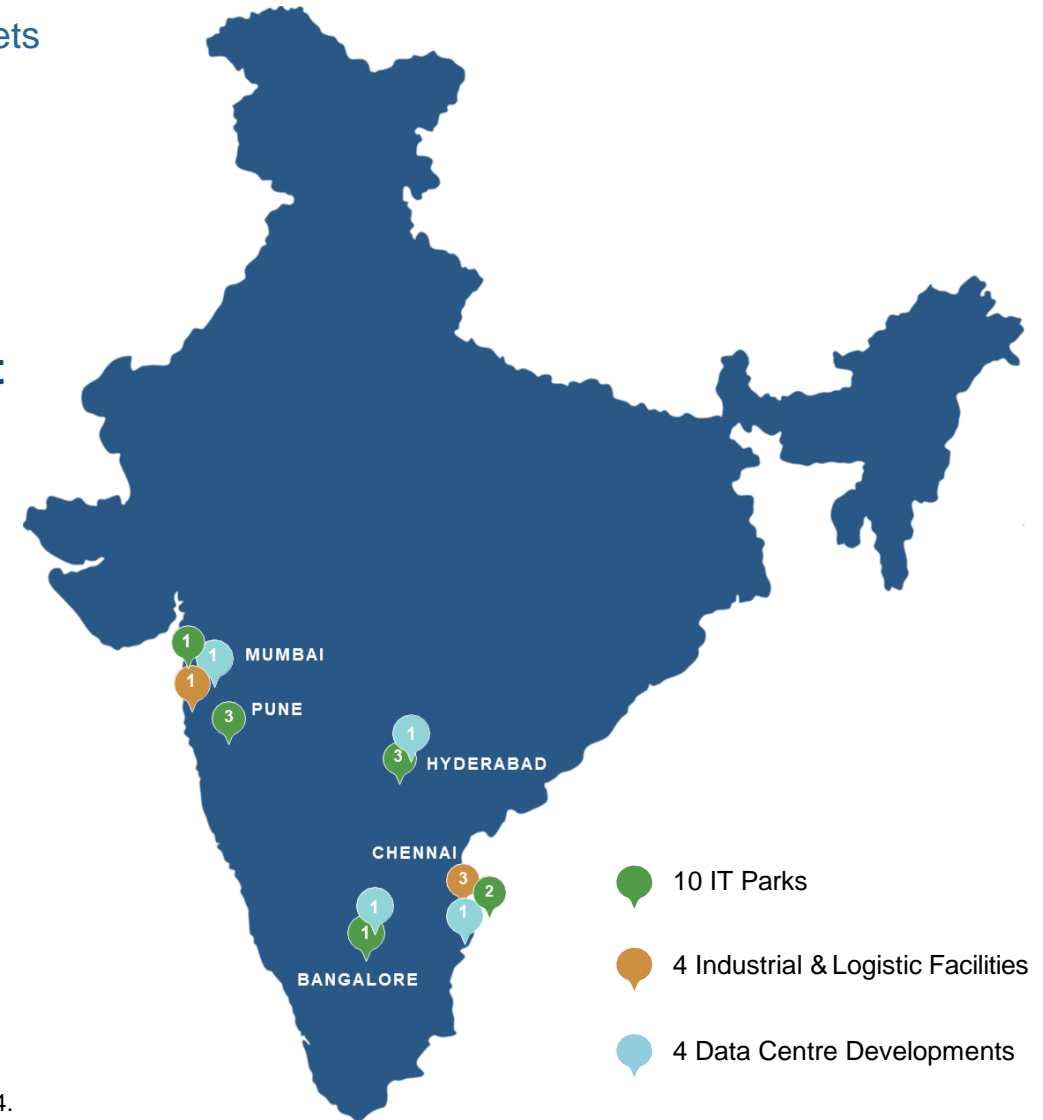 ets
t
1
1
MUMBAI
1
3
PUNE
1
3
HYDERABAD
CHENNAI
3
2
1
1
1
BANGALORE
10 IT Parks
4 Industrial & Logistic Facilities
4 Data Centre Developments
4.